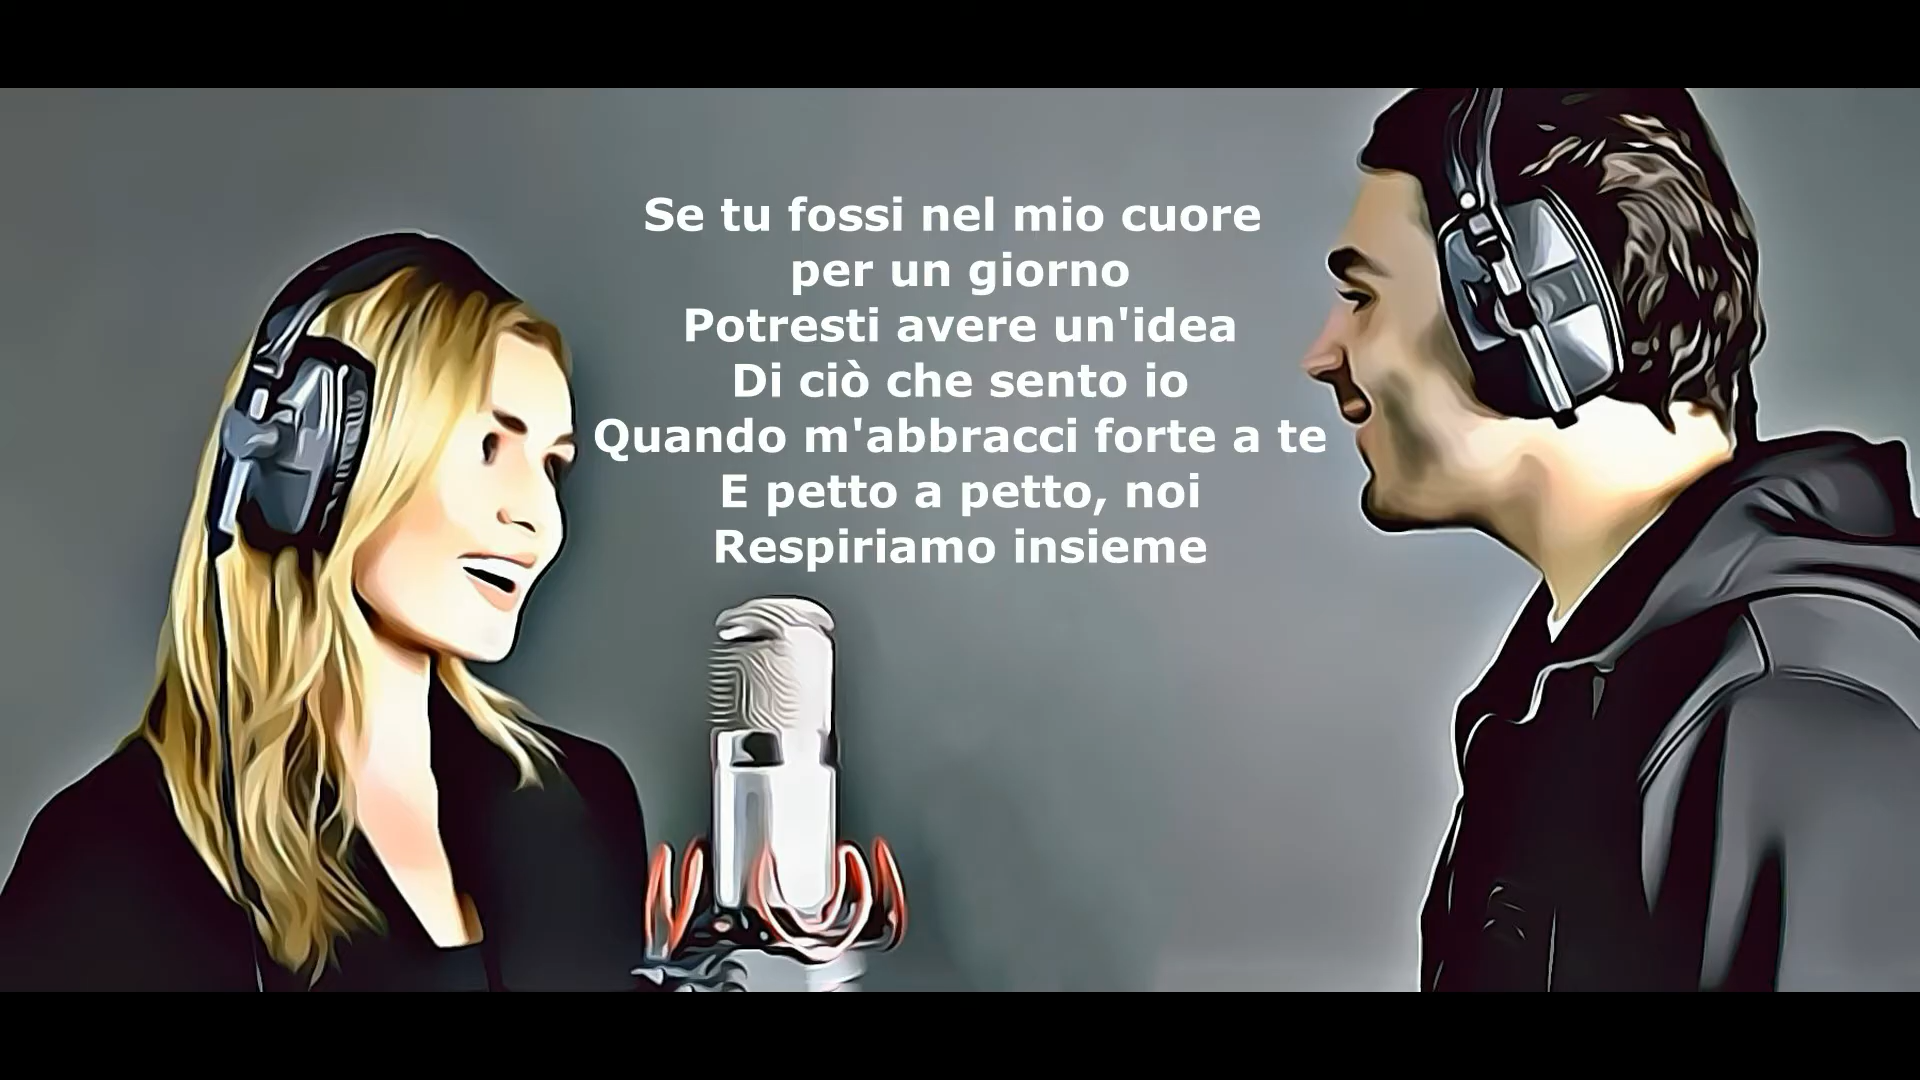 Se tu fossi nel mio cuore
per un giorno
Potresti avere un'idea
Di ciò che sento io
Quando m'abbracci forte a te
E petto a petto, noi
Respiriamo insieme